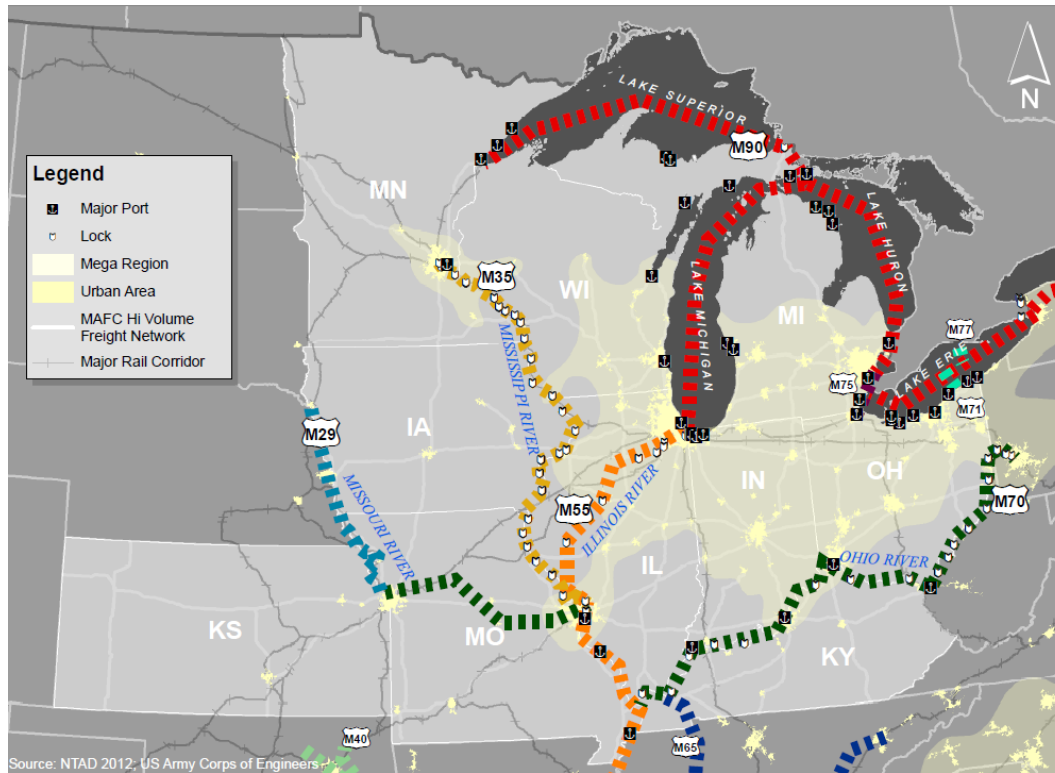 LAKE SUPERIOR
N
M90
Legend
Major Port
Lock
Mega Region
Urban Area
MAFC Hi Volume
Freight Network
Major Rail Corridor
MN
M35
WI
LAKE HURON
MI
LAKE MICHIGAN
MISSISSIPPI RIVER
M77
LAKE ERIE
M75
M71
M29
IA
MISSOURI RIVER
M55
ILLINOIS RIVER
IN
OH
M70
OHIO RIVER
IL
KS
MO
KY
M40
M65
Source: NTAD 2012; US Army Corps of Engineers